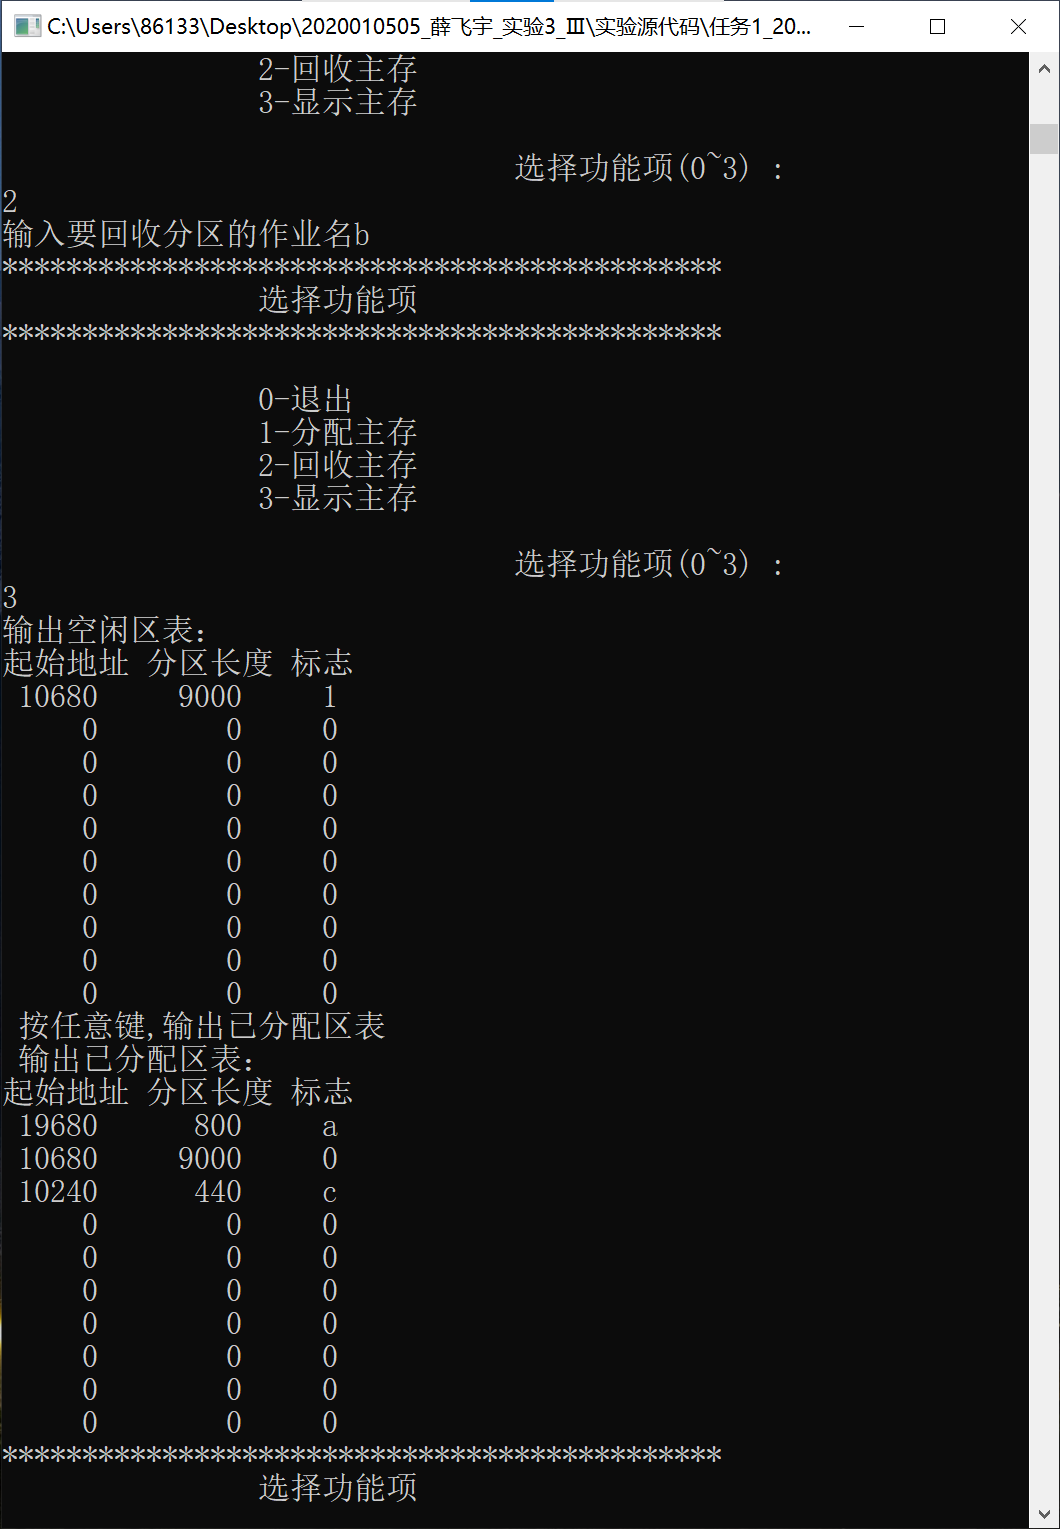 C:\Users\86133\Desktop\2020010505_薛飞宇_实验3_Ⅲ\实验源代码\任务1_20...
2-回收主存
3-显示主存
选择功能项(0~3) :
2
输入要回收分区的作业名b
*********************************************
选择功能项
*********************************************
0-退出
1-分配主存
2-回收主存
3-显示主存
选择功能项(0~3) :
3
输出空闲区表:
起始地址 分区长度 标志
10680 9000 1
0 0 0
0 0 0
0 0 0
0 0 0
0 0 0
0 0 0
0 0 0
0 0 0
0 0 0
按任意键,输出已分配区表
输出已分配区表:
起始地址 分区长度 标志
19680 800 a
10680 9000 0
10240 440 c
0 0 0
0 0 0
0 0 0
0 0 0
0 0 0
0 0 0
0 0 0
*********************************************
选择功能项